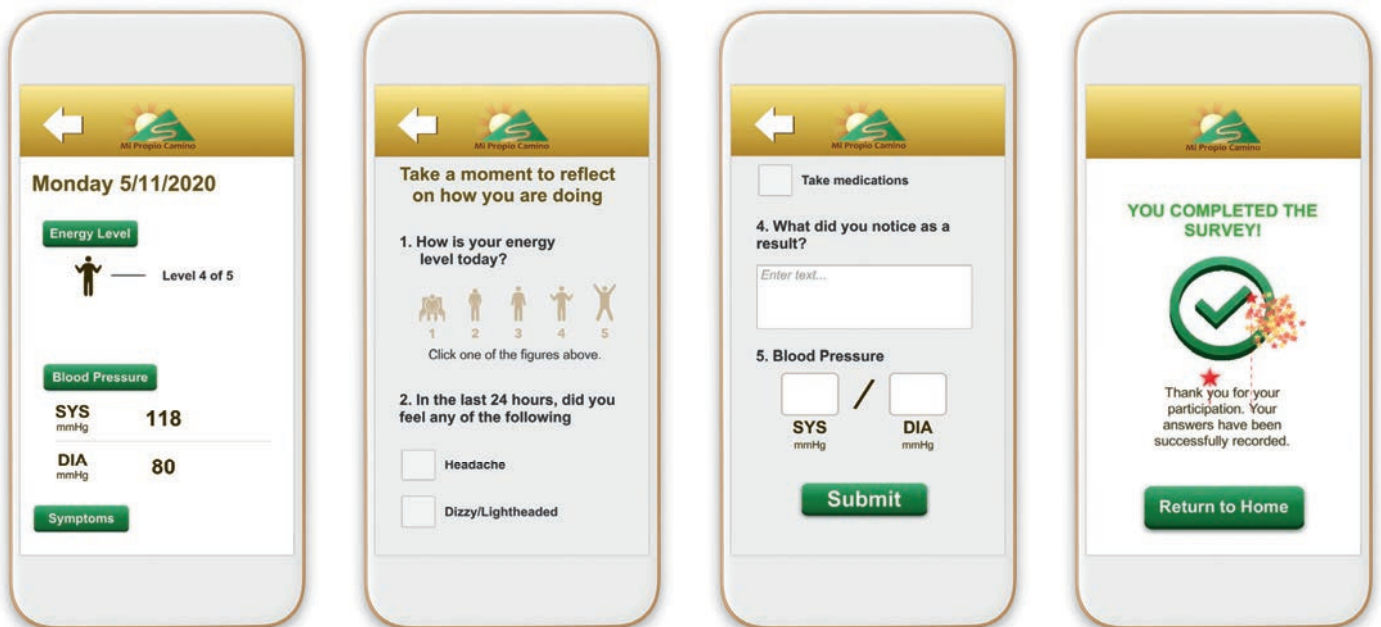 Mi Propio Camino
Monday 5/11/2020
Energy Level
Level 4 of 5
Blood Pressure
SYS
mmHg
118
DIA
mmHg
80
Symptoms
Mi Propio Camino
Take a moment to reflect
on how you are doing
1. How is your energy
level today?
1 2 3 4 5
Click one of the figures above.
2. In the last 24 hours, did you
feel any of the following
Headache
Dizzy/Lightheaded
Mi Propio Camino
Take medications
4. What did you notice as a
result?
Enter text...
5. Blood Pressure
/
SYS
mmHg
DIA
mmHg
Submit
Mi Propio Camino
YOU COMPLETED THE
SURVEY!
Thank you for your
participation. Your
answers have been
successfully recorded.
Return to Home